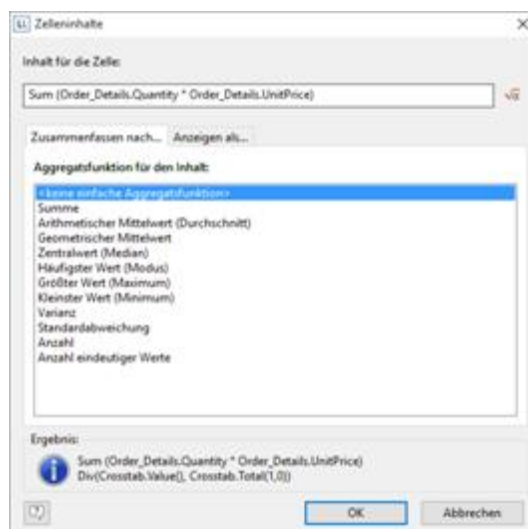 LL Zelleninhalte
Inhalt für die Zelle:
Sum (Order_Details.Quantity * Order_Details.UnitPrice)
Zusammenfassen nach... Anzeigen als...
Aggregatsfunktion für den Inhalt:
<keine einfache Aggregatsfunktion>
Summe
Arithmetischer Mittelwert (Durchschnitt)
Geometrischer Mittelwert
Zentralwert (Median)
Häufigster Wert (Modus)
Größter Wert (Maximum)
Kleinster Wert (Minimum)
Varianz
Standardabweichung
Anzahl
Anzahl eindeutiger Werte
Ergebnis:
Sum (Order_Details.Quantity * Order_Details.UnitPrice)
Div(Crosstab.Value(), Crosstab.Total(1,0))
OK Abbrechen